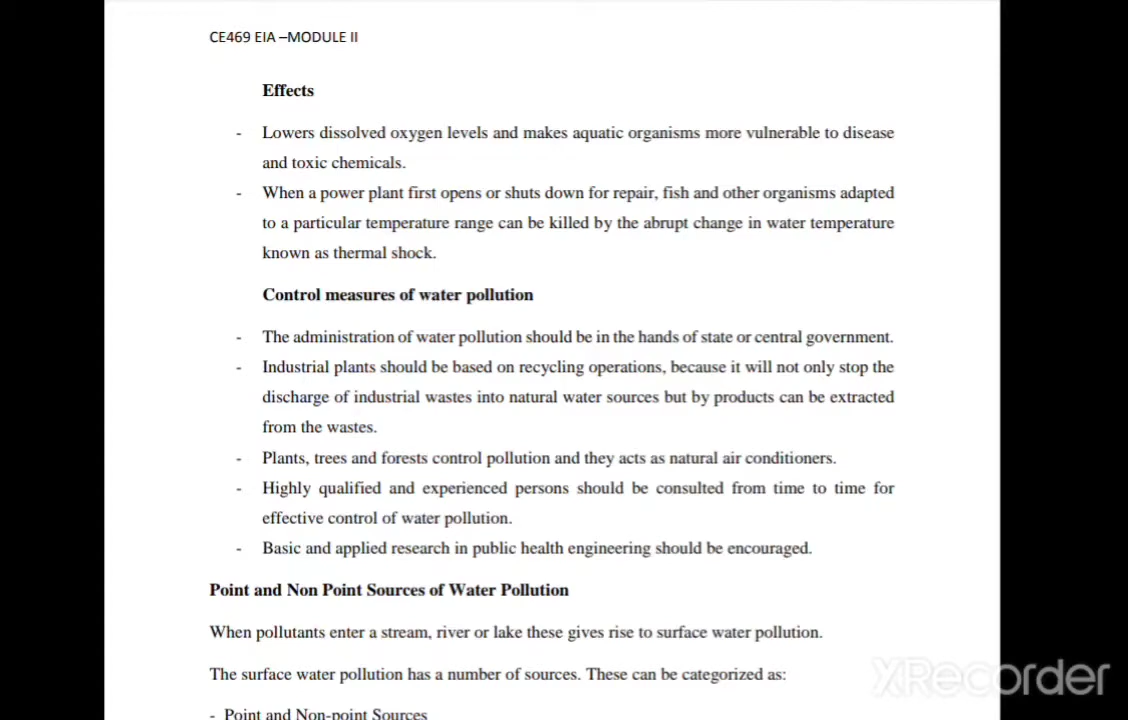 CE469 EIA –MODULE II
Effects
- Lowers dissolved oxygen levels and makes aquatic organisms more vulnerable to disease
and toxic chemicals.
- When a power plant first opens or shuts down for repair, fish and other organisms adapted
to a particular temperature range can be killed by the abrupt change in water temperature
known as thermal shock.
Control measures of water pollution
- The administration of water pollution should be in the hands of state or central government.
- Industrial plants should be based on recycling operations, because it will not only stop the
discharge of industrial wastes into natural water sources but by products can be extracted
from the wastes.
- Plants, trees and forests control pollution and they acts as natural air conditioners.
- Highly qualified and experienced persons should be consulted from time to time for
effective control of water pollution.
- Basic and applied research in public health engineering should be encouraged.
Point and Non Point Sources of Water Pollution
When pollutants enter a stream, river or lake these gives rise to surface water pollution.
The surface water pollution has a number of sources. These can be categorized as:
- Point and Non-point Sources
XRecorder